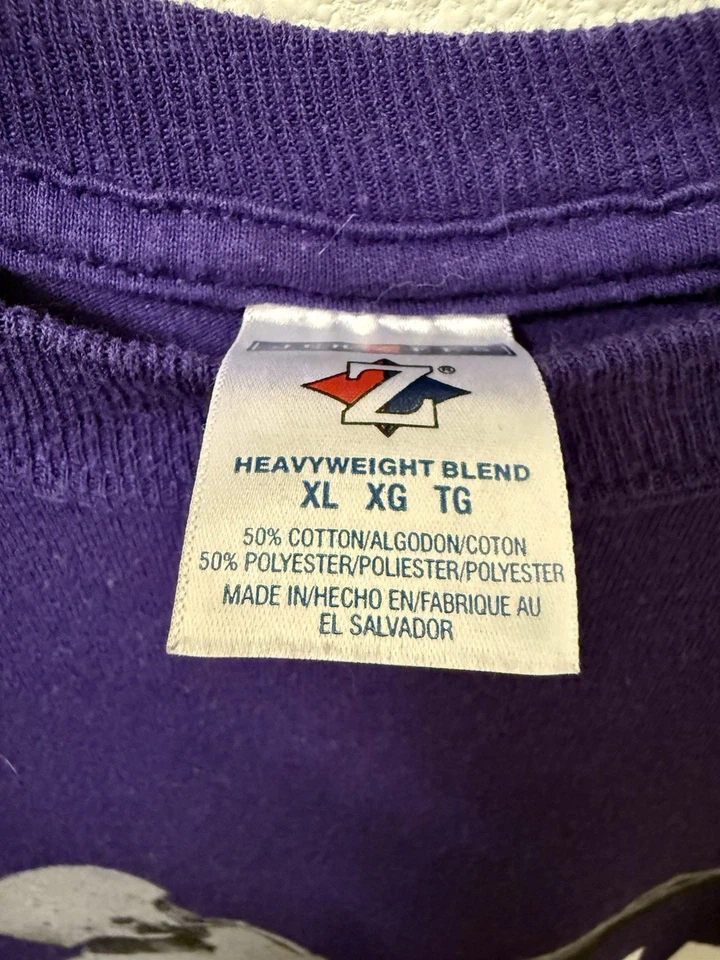 Z®
HEAVYWEIGHT BLEND
XL XG TG
50% COTTON/ALGODON/COTON
50% POLYESTER/POLIESTER/POLYESTER
MADE IN/HECHO EN/FABRIQUE AU
EL SALVADOR